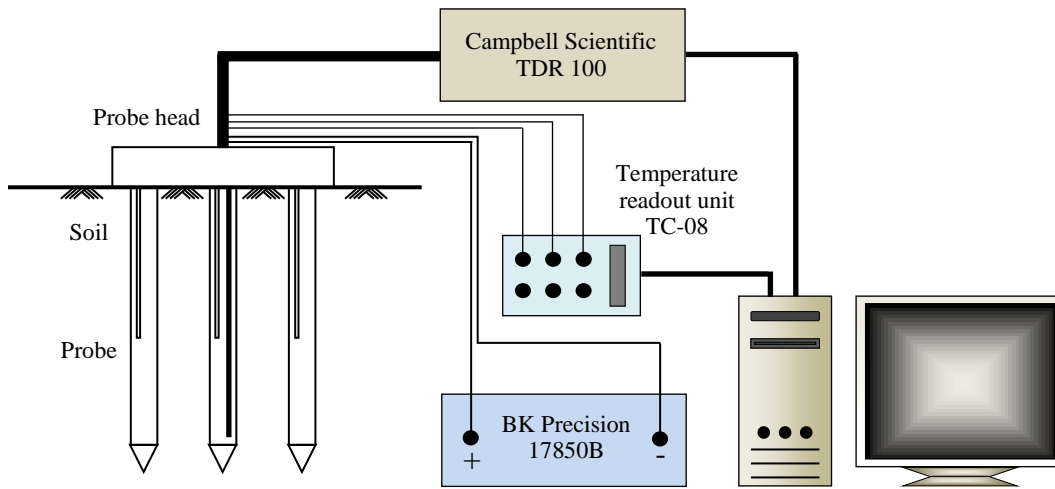 Campbell Scientific
TDR 100
Probe head
Temperature
readout unit
TC-08
Soil
Probe
BK Precision
17850B
+
-